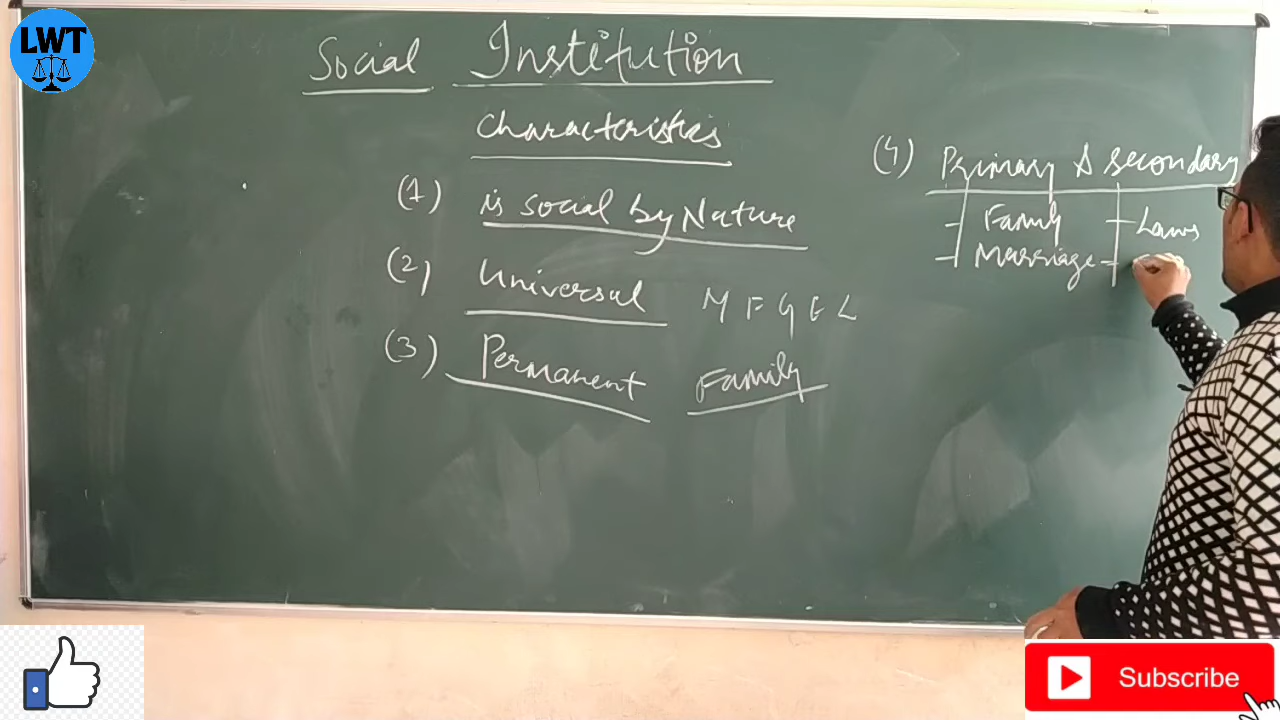 LWT
Social Institution
Characteristics
(1) is social by Nature
(2) Universal M F G E L
(3) Permanent Family
(4) Primary & secondary
Family
Laws
Marriage
Subscribe